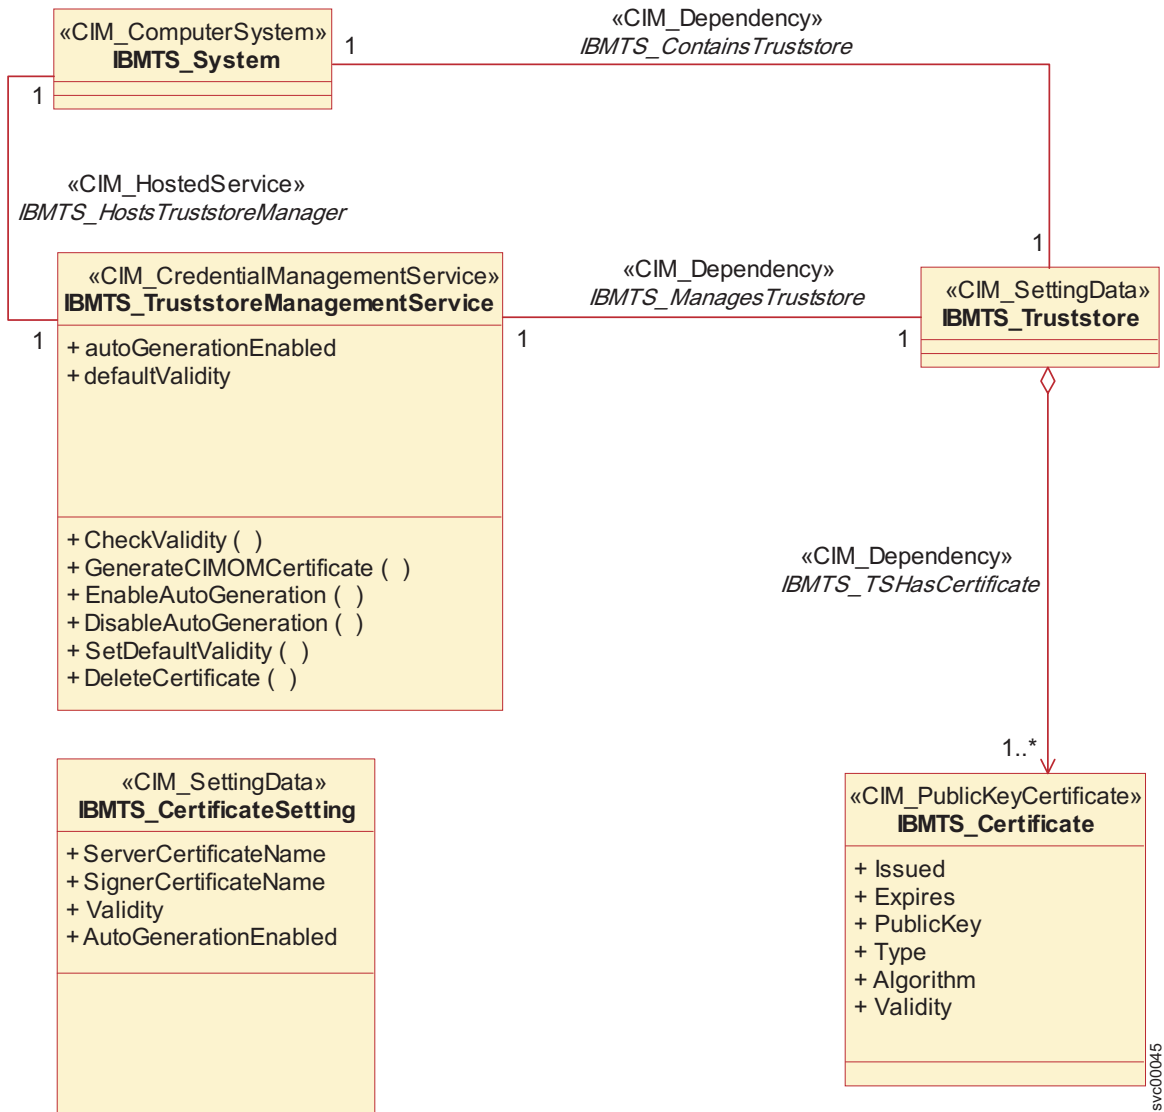 «CIM_ComputerSystem»
IBMTS_System
1
1
«CIM_Dependency»
IBMTS_ContainsTruststore
1
«CIM_HostedService»
IBMTS_HostsTruststoreManager
1
«CIM_CredentialManagementService»
IBMTS_TruststoreManagementService
+ autoGenerationEnabled
+ defaultValidity
+ CheckValidity ( )
+ GenerateCIMOMCertificate ( )
+ EnableAutoGeneration ( )
+ DisableAutoGeneration ( )
+ SetDefaultValidity ( )
+ DeleteCertificate ( )
1
«CIM_Dependency»
IBMTS_ManagesTruststore
1
«CIM_SettingData»
IBMTS_Truststore
«CIM_Dependency»
IBMTS_TSHasCertificate
1..*
«CIM_SettingData»
IBMTS_CertificateSetting
+ ServerCertificateName
+ SignerCertificateName
+ Validity
+ AutoGenerationEnabled
«CIM_PublicKeyCertificate»
IBMTS_Certificate
+ Issued
+ Expires
+ PublicKey
+ Type
+ Algorithm
+ Validity
svc00045